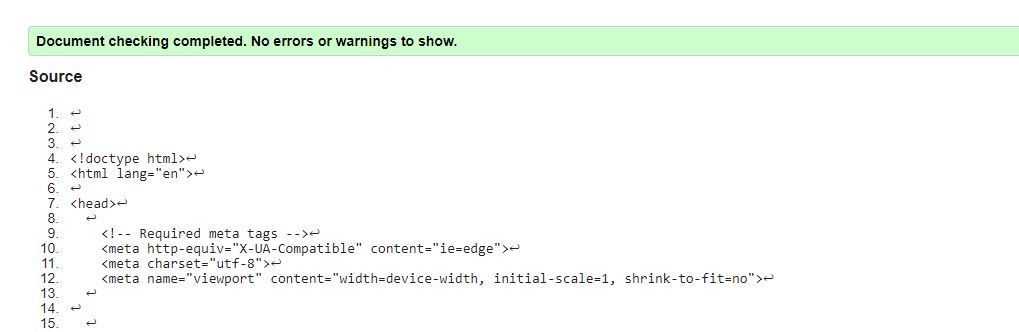 Document checking completed. No errors or warnings to show.
Source
1. ↩
2. ↩
3. ↩
4. <!doctype html>↩
5. <html lang="en">↩
6. ↩
7. <head>↩
8. ↩
9. <!-- Required meta tags -->↩
10. <meta http-equiv="X-UA-Compatible" content="ie=edge">↩
11. <meta charset="utf-8">↩
12. <meta name="viewport" content="width=device-width, initial-scale=1, shrink-to-fit=no">↩
13. ↩
14. ↩
15. ↩